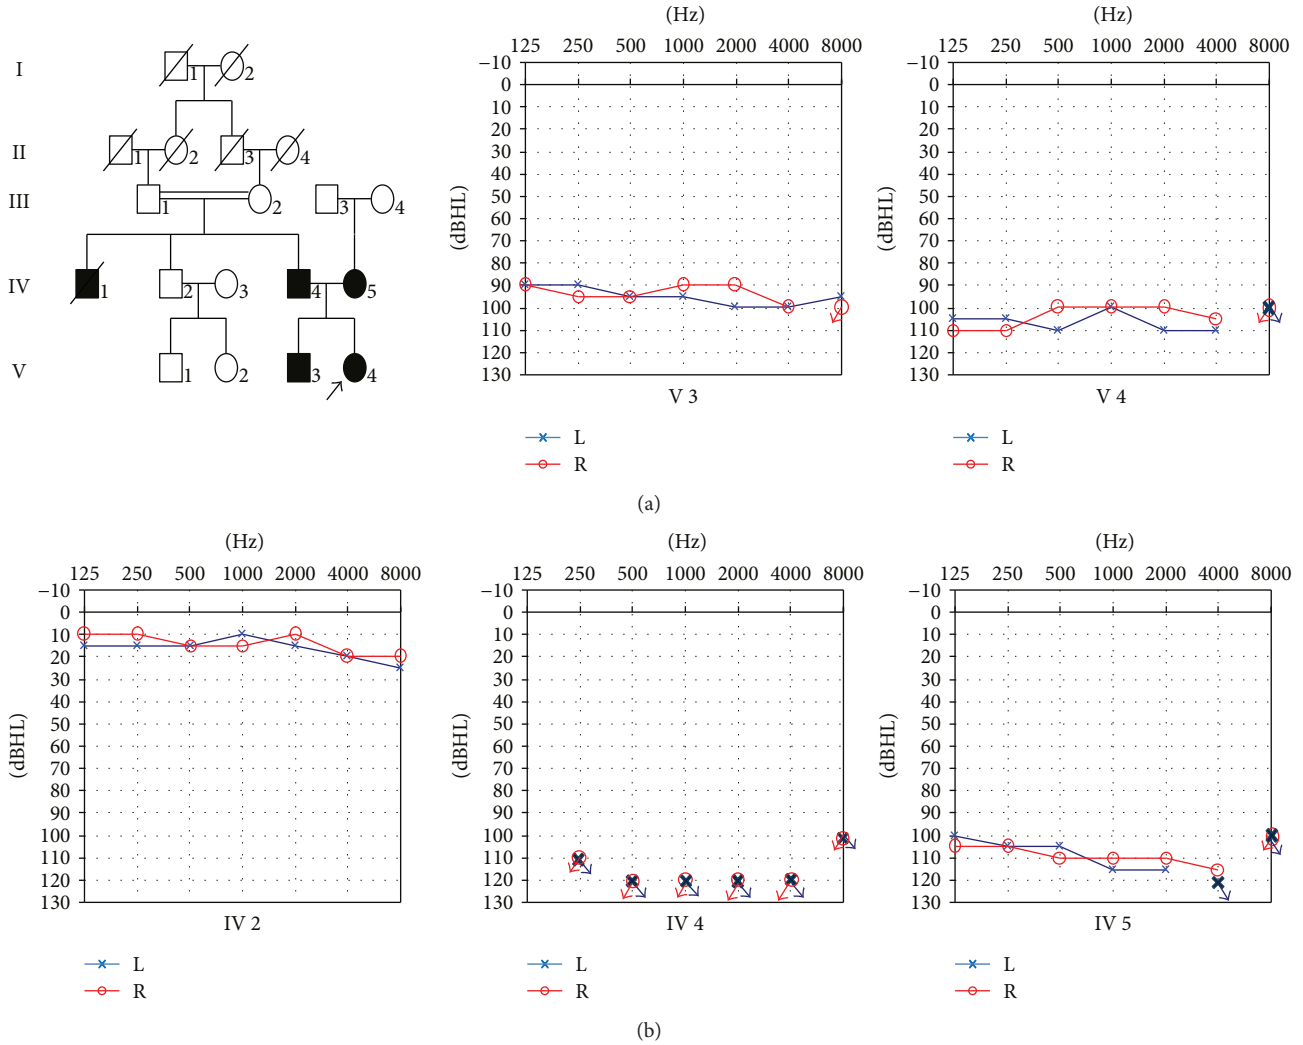 I
1 2
II
1 2 3 4
III
1 2 3 4
IV
1 2 3 4 5
V
1 2 3 4
(Hz)
125 250 500 1000 2000 4000 8000
−10
0
10
20
30
40
50
60
70
80
90
100
110
120
130
(dBHL)
V 3
L
R
(Hz)
125 250 500 1000 2000 4000 8000
−10
0
10
20
30
40
50
60
70
80
90
100
110
120
130
(dBHL)
V 4
L
R
(a)
(Hz)
125 250 500 1000 2000 4000 8000
−10
0
10
20
30
40
50
60
70
80
90
100
110
120
130
(dBHL)
IV 2
L
R
(Hz)
125 250 500 1000 2000 4000 8000
−10
0
10
20
30
40
50
60
70
80
90
100
110
120
130
(dBHL)
IV 4
L
R
(Hz)
125 250 500 1000 2000 4000 8000
−10
0
10
20
30
40
50
60
70
80
90
100
110
120
130
(dBHL)
IV 5
L
R
(b)